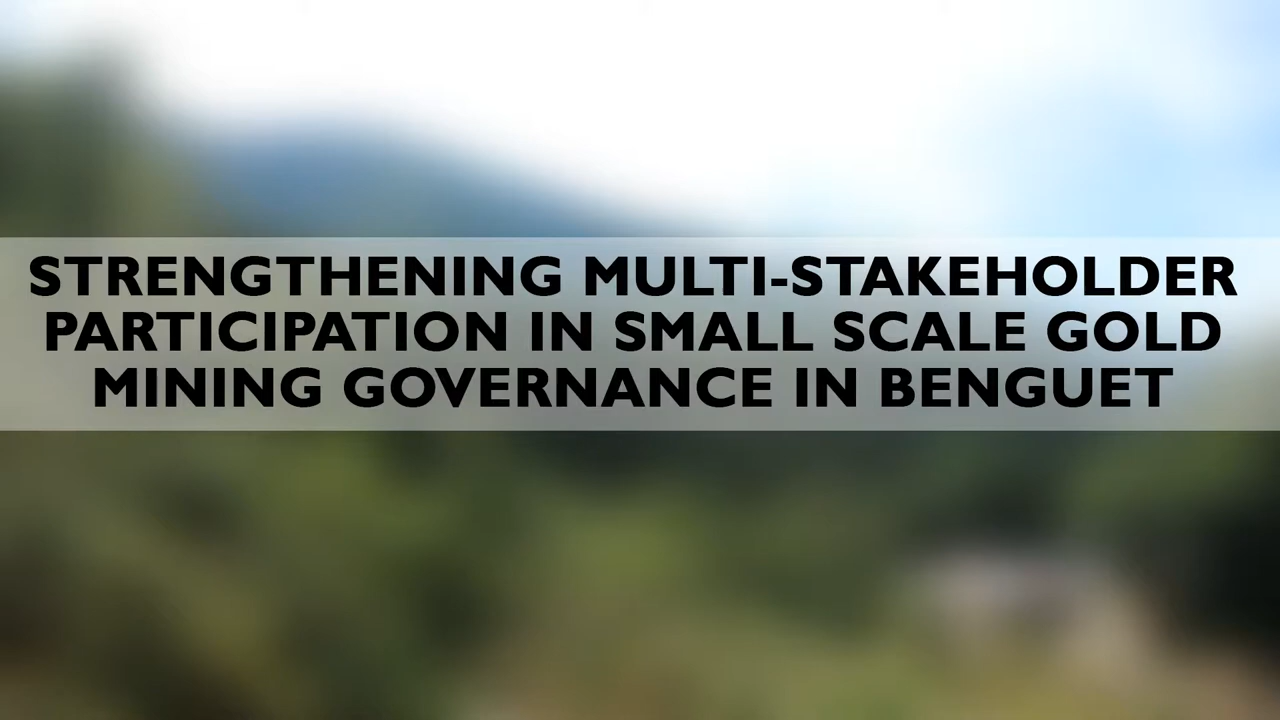 STRENGTHENING MULTI-STAKEHOLDER
PARTICIPATION IN SMALL SCALE GOLD
MINING GOVERNANCE IN BENGUET